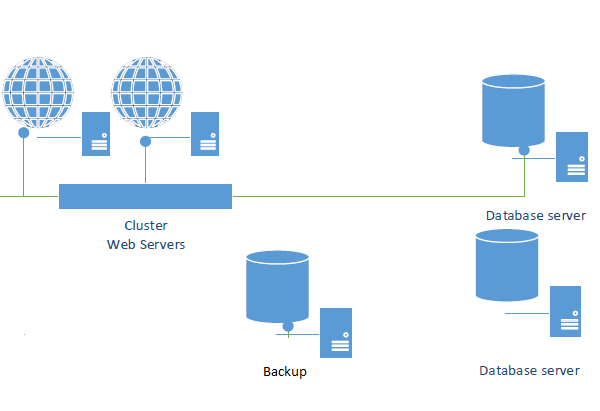 Cluster
Web Servers
Database server
Backup
Database server